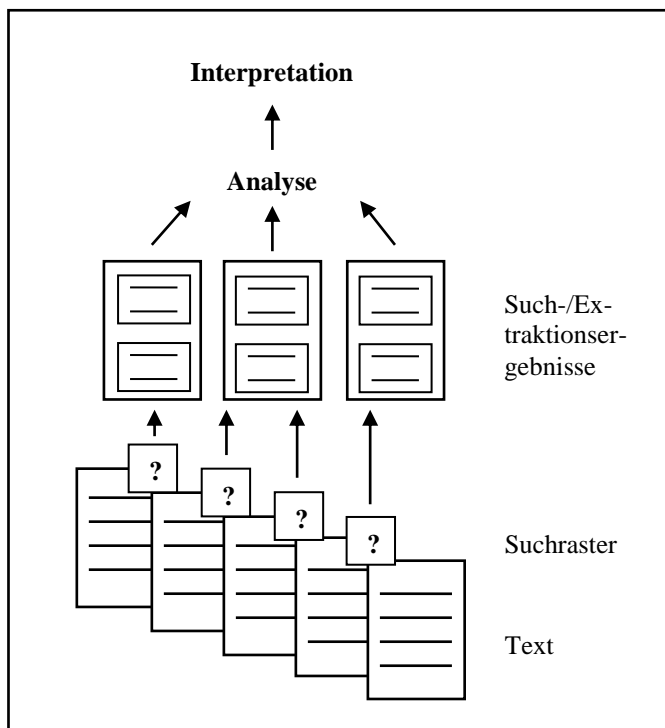 Interpretation
Analyse
Such-/Ex-
traktionser-
gebnisse
?
?
?
?
Suchraster
Text